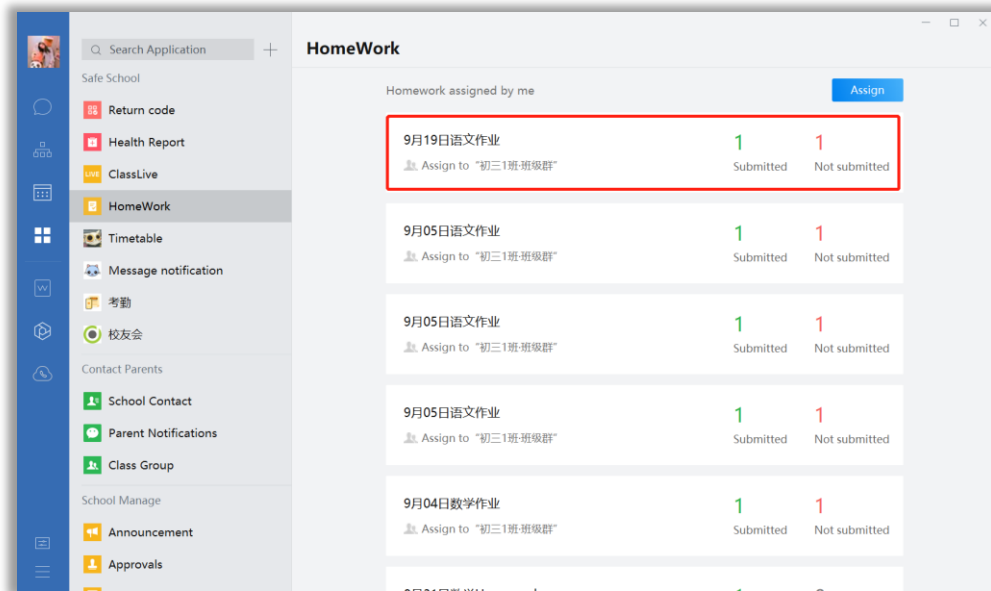 Search Application
HomeWork
Safe School
Return code
Health Report
LIVE
ClassLive
HomeWork
Timetable
Message notification
考勤
校友会
Contact Parents
School Contact
Parent Notifications
Class Group
School Manage
Announcement
Approvals
Homework assigned by me
Assign
9月19日语文作业
Assign to “初三1班·班级群”
1
Submitted
1
Not submitted
9月05日语文作业
Assign to “初三1班·班级群”
1
Submitted
1
Not submitted
9月05日语文作业
Assign to “初三1班·班级群”
1
Submitted
1
Not submitted
9月05日语文作业
Assign to “初三1班·班级群”
1
Submitted
1
Not submitted
9月04日数学作业
Assign to “初三1班·班级群”
1
Submitted
1
Not submitted